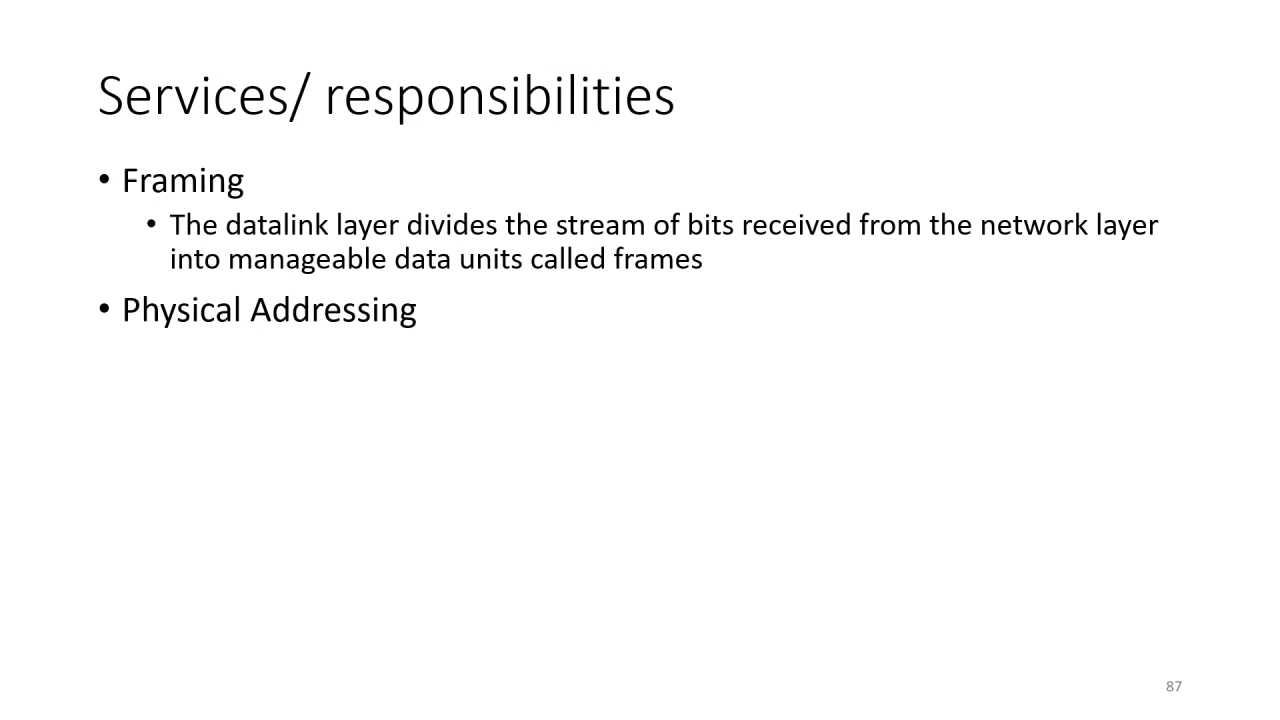 Services/ responsibilities
• Framing
• The datalink layer divides the stream of bits received from the network layer
into manageable data units called frames
• Physical Addressing
87